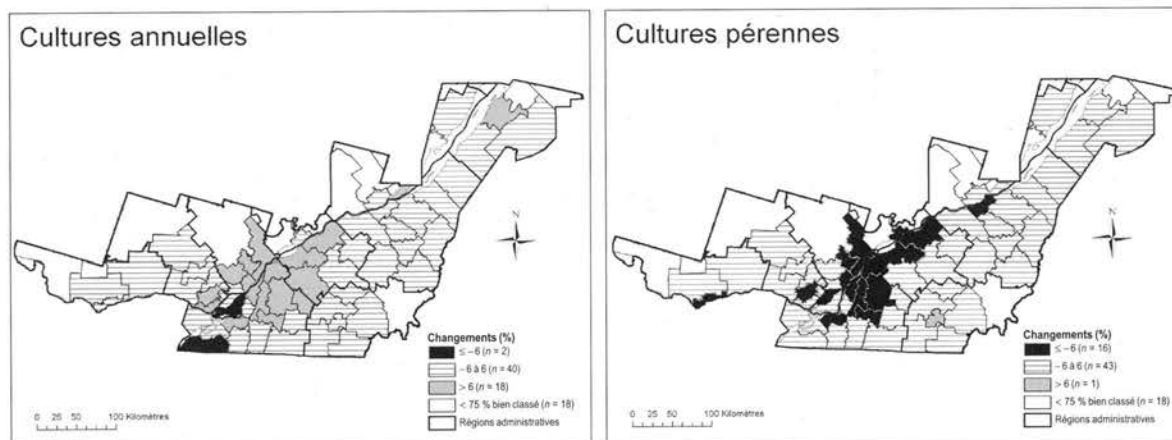 Cultures annuelles
N
Changements (%)
≤ −6 (n = 2)
−6 à 6 (n = 40)
> 6 (n = 18)
< 75 % bien classé (n = 18)
Régions administratives
0 25 50 100 Kilomètres
Cultures pérennes
N
Changements (%)
≤ −6 (n = 16)
−6 à 6 (n = 43)
> 6 (n = 1)
< 75 % bien classé (n = 18)
Régions administratives
0 25 50 100 Kilomètres